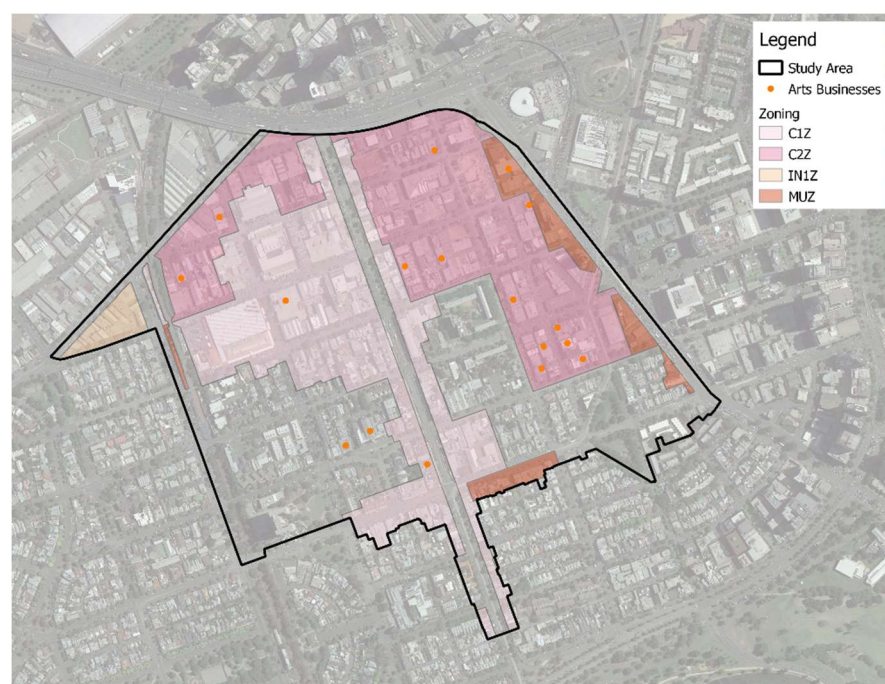 Legend
Study Area
Arts Businesses
Zoning
C1Z
C2Z
IN1Z
MUZ